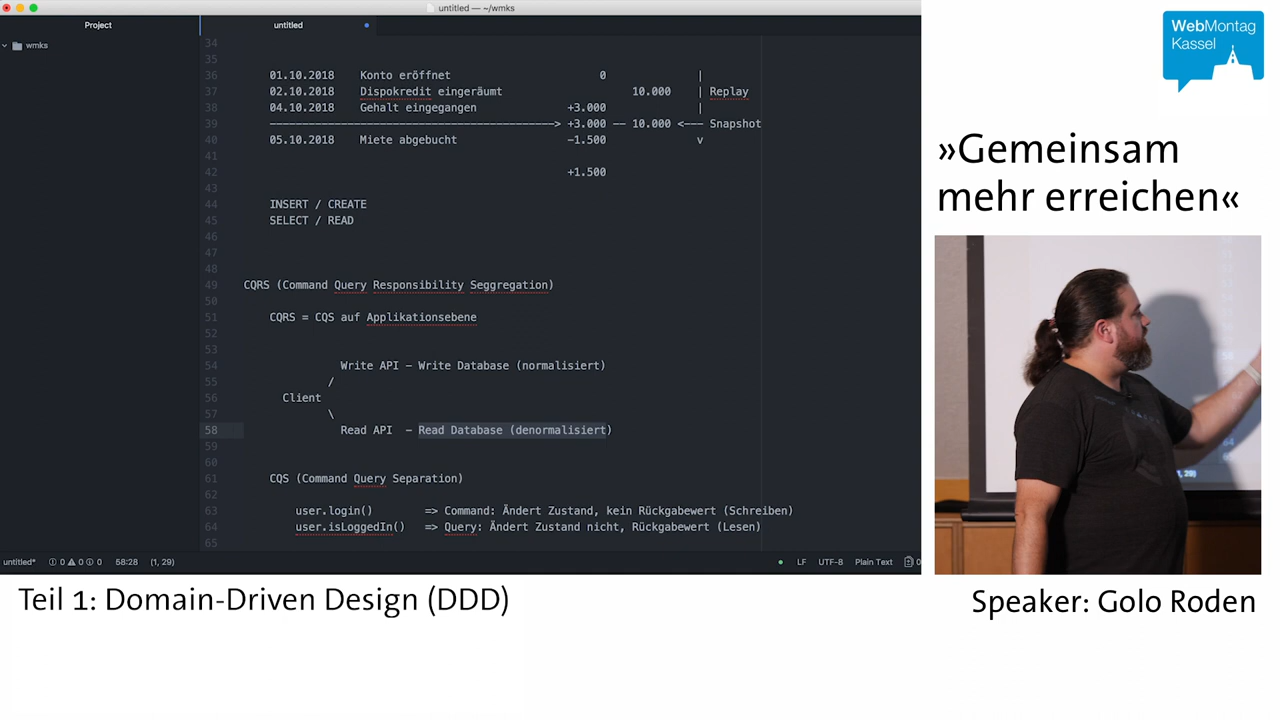 untitled — ~/wmks
Project
untitled
wmks
34
35
36 01.10.2018 Konto eröffnet 0 |
37 02.10.2018 Dispokredit eingeräumt 10.000 | Replay
38 04.10.2018 Gehalt eingegangen +3.000 |
39 --------------------------------------------> +3.000 -- 10.000 <--- Snapshot
40 05.10.2018 Miete abgebucht -1.500 v
41
42 +1.500
43
44 INSERT / CREATE
45 SELECT / READ
46
47
48
49 CQRS (Command Query Responsibility Seggregation)
50
51 CQRS = CQS auf Applikationsebene
52
53
54 Write API - Write Database (normalisiert)
55 /
56 Client
57 \
58 Read API - Read Database (denormalisiert)
59
60
61 CQS (Command Query Separation)
62
63 user.login() => Command: Ändert Zustand, kein Rückgabewert (Schreiben)
64 user.isLoggedIn() => Query: Ändert Zustand nicht, Rückgabewert (Lesen)
65
untitled* 0 0 0 58:28 (1, 29) LF UTF-8 Plain Text 0
WebMontag
Kassel
»Gemeinsam
mehr erreichen«
Teil 1: Domain-Driven Design (DDD)
Speaker: Golo Roden